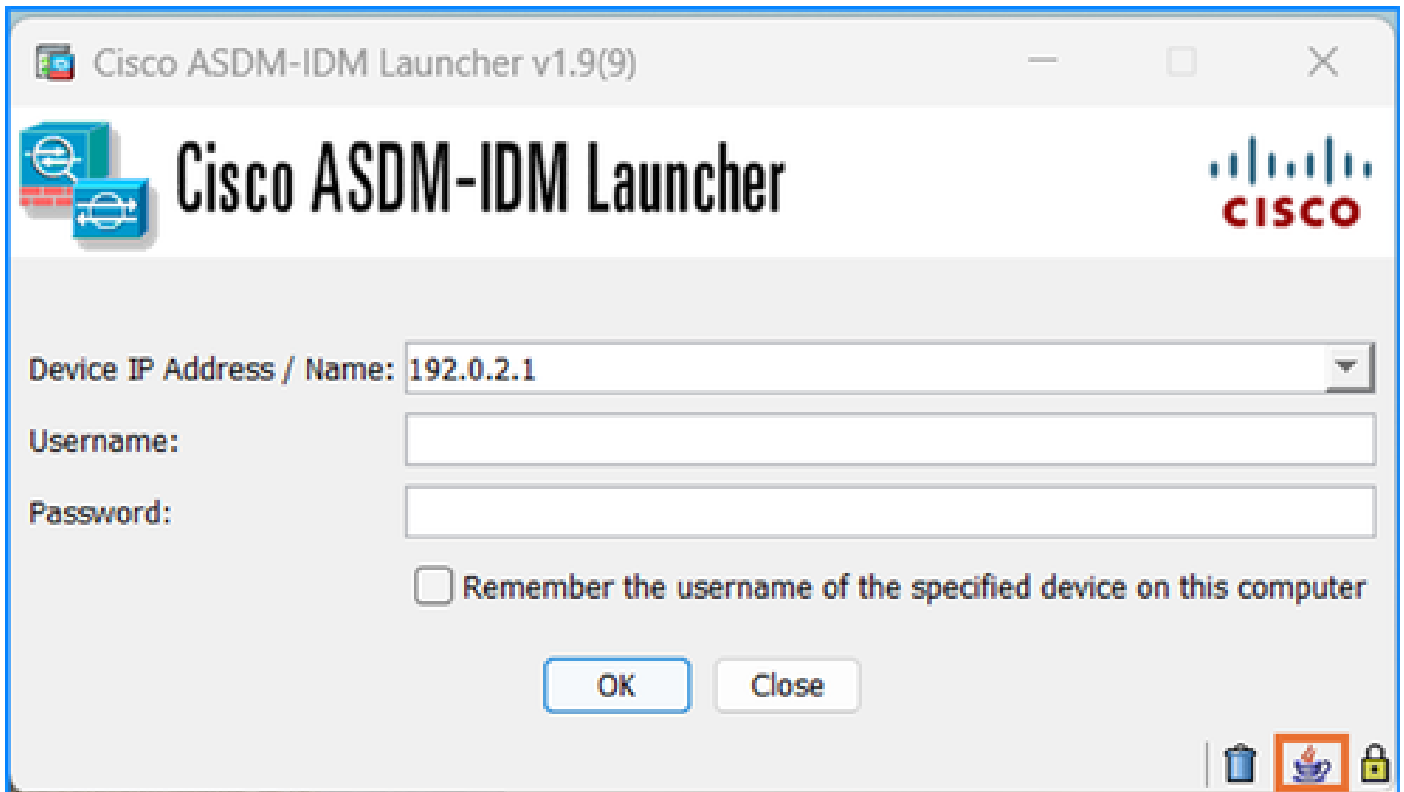 Cisco ASDM-IDM Launcher v1.9(9)
Cisco ASDM-IDM Launcher
CISCO
Device IP Address / Name: 192.0.2.1
Username:
Password:
Remember the username of the specified device on this computer
OK Close